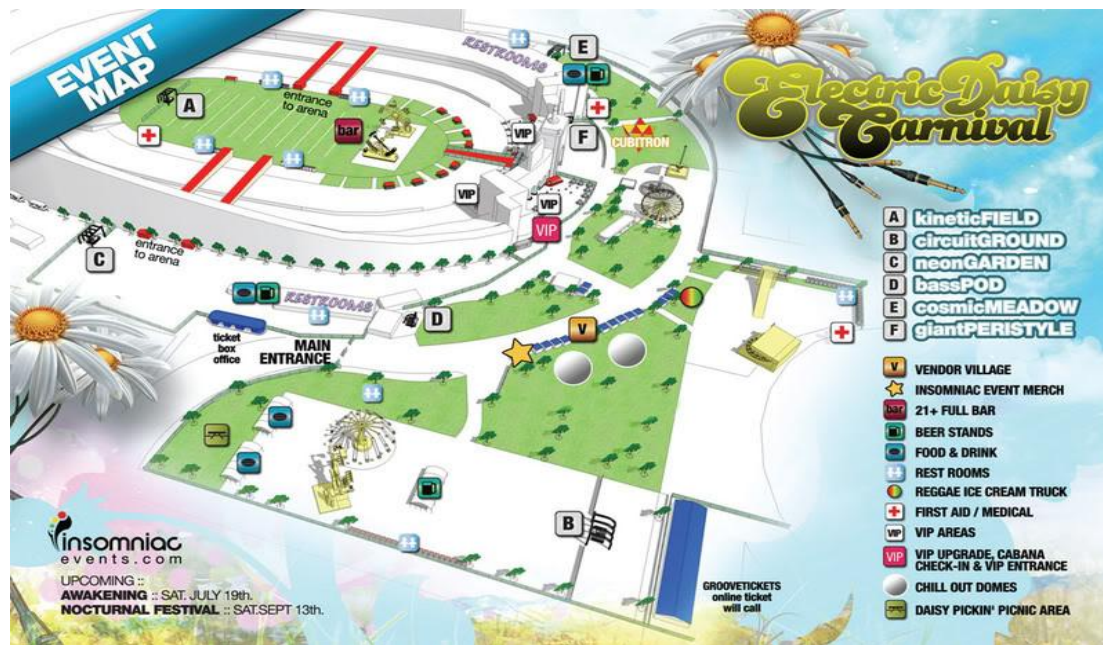 EVENT
MAP
RESTROOMS
E
entrance
to arena
A
bar
VIP
F
CUBITRON
VIP
VIP
VIP
entrance
to arena
C
RESTROOMS
D
V
ticket
box
office
MAIN
ENTRANCE
B
GROOVETICKETS
online ticket
will call
Electric Daisy
Carnival
A kineticFIELD
B circuitGROUND
C neonGARDEN
D bassPOD
E cosmicMEADOW
F giantPERISTYLE
V VENDOR VILLAGE
INSOMNIAC EVENT MERCH
bar 21+ FULL BAR
BEER STANDS
FOOD & DRINK
REST ROOMS
REGGAE ICE CREAM TRUCK
FIRST AID / MEDICAL
VIP VIP AREAS
VIP VIP UPGRADE, CABANA
CHECK-IN & VIP ENTRANCE
CHILL OUT DOMES
DAISY PICKIN' PICNIC AREA
insomniac
events.com
UPCOMING ::
AWAKENING :: SAT. JULY 19th.
NOCTURNAL FESTIVAL :: SAT.SEPT 13th.